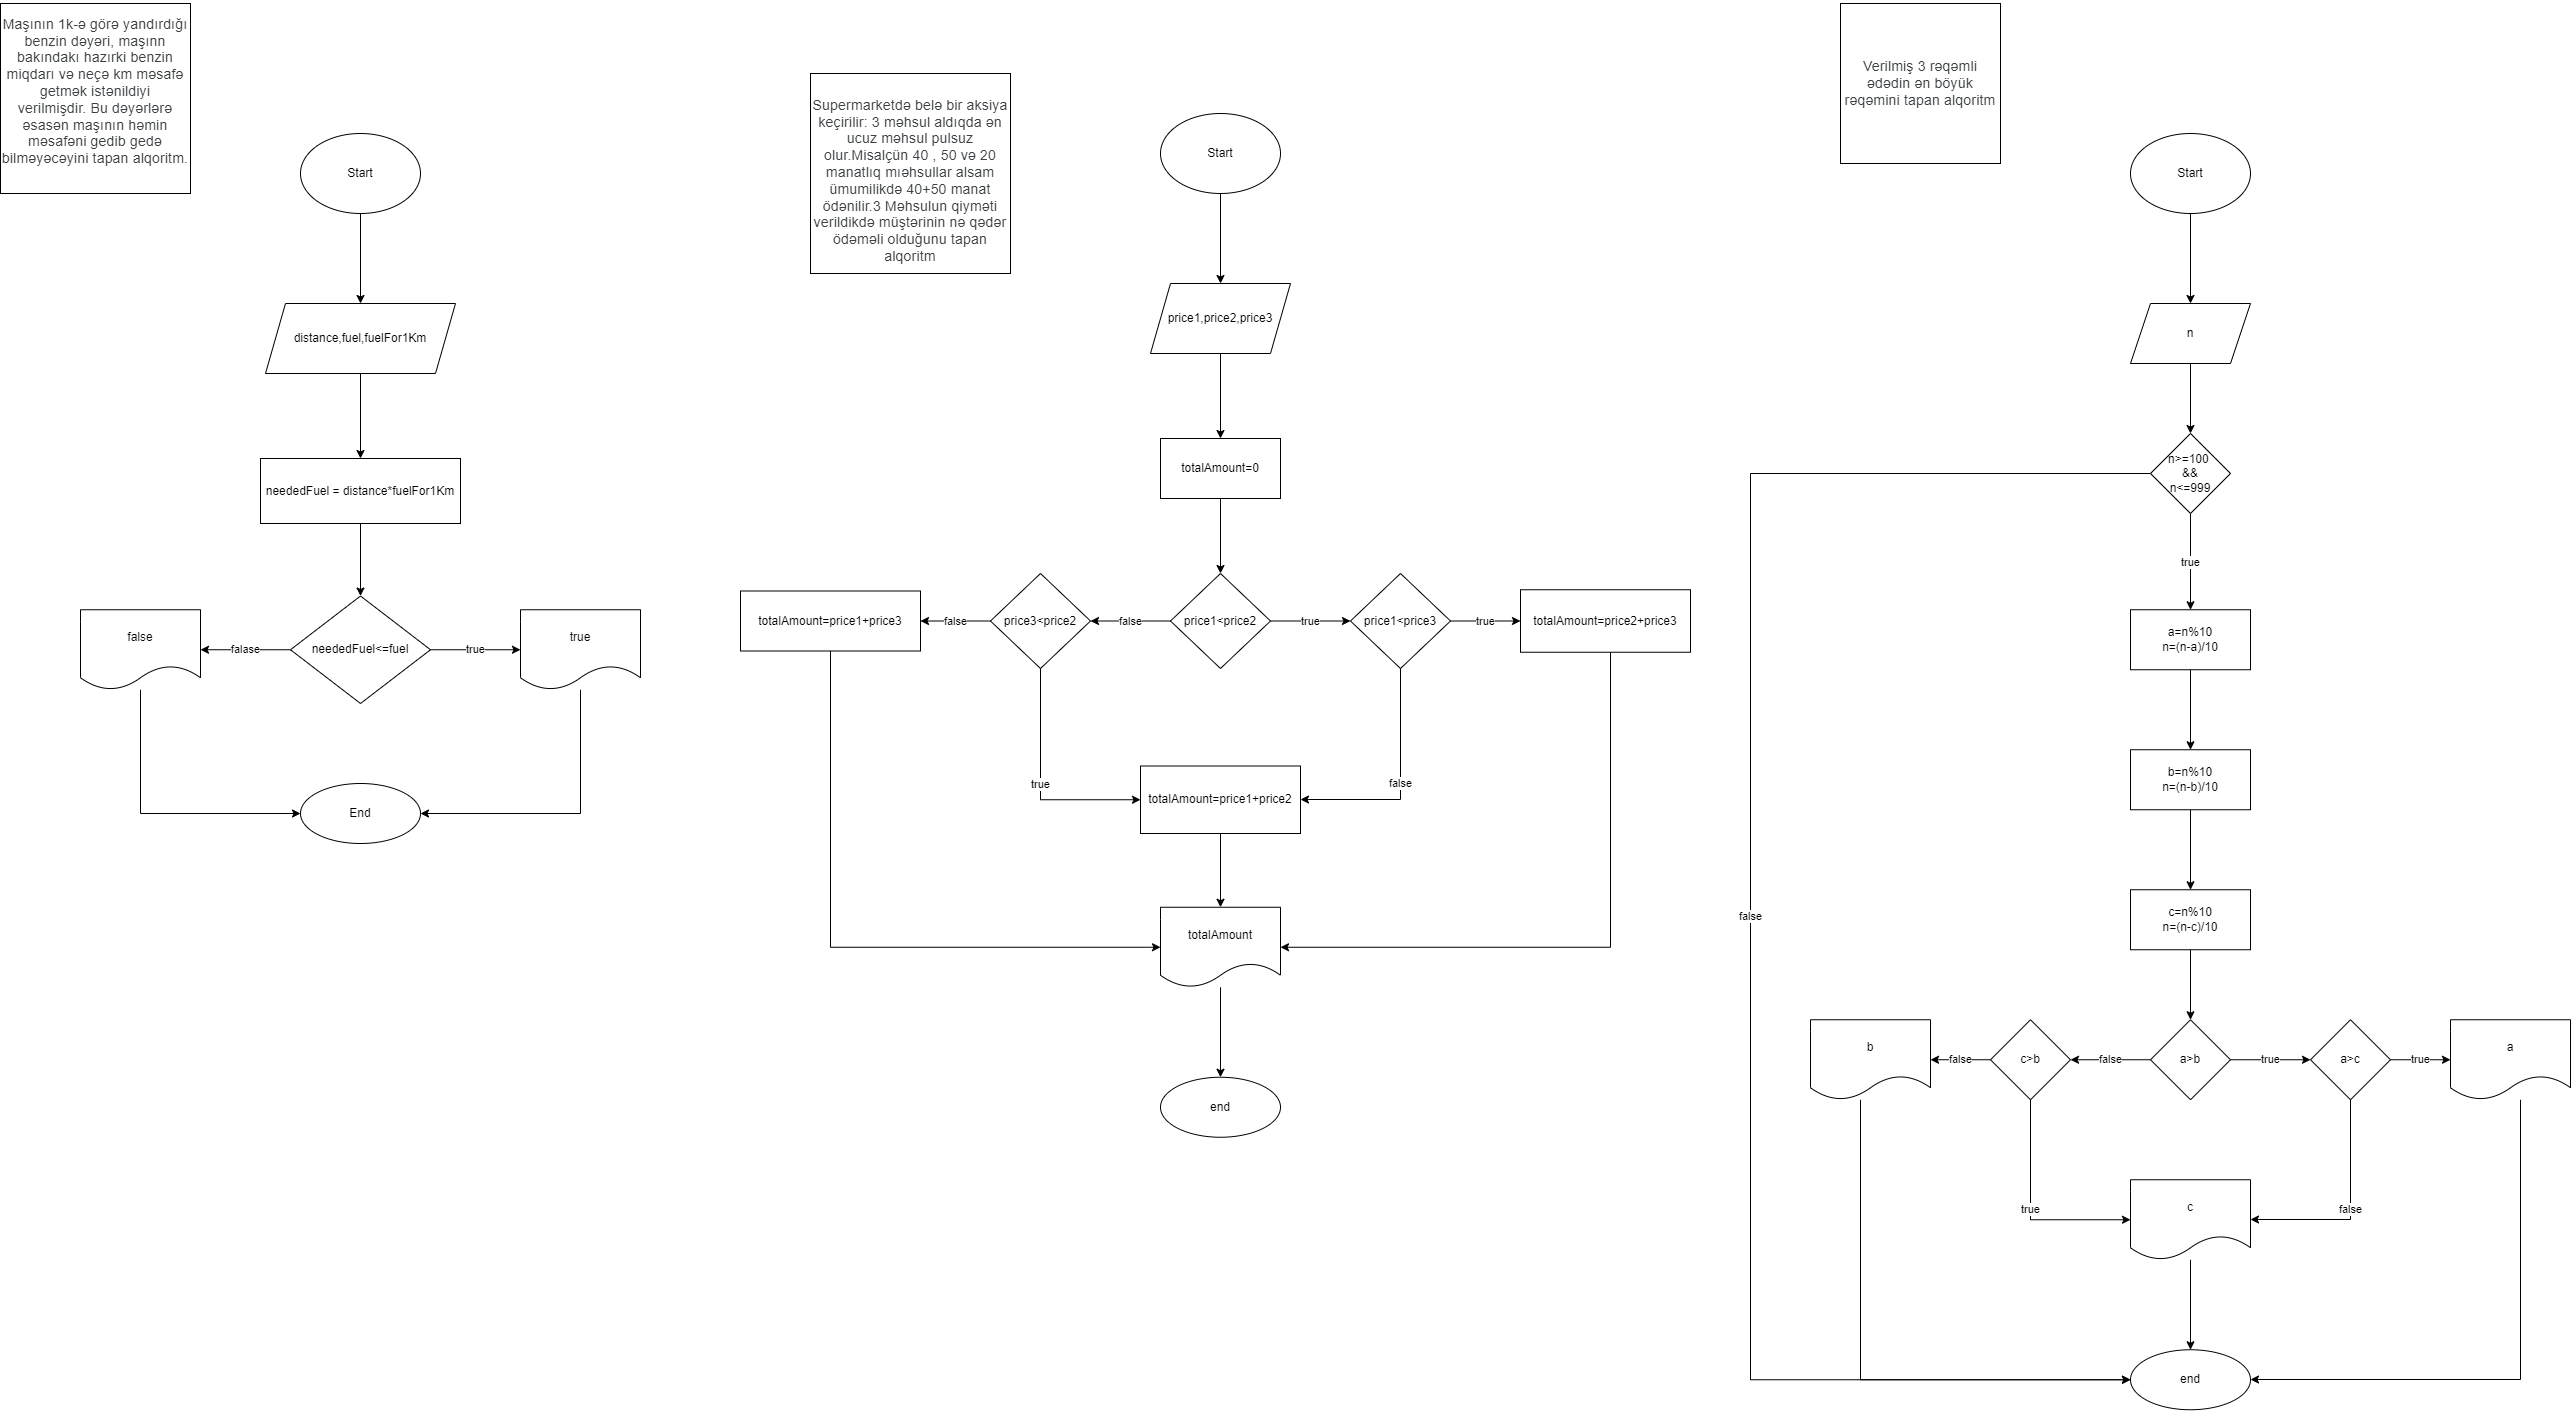 Maşının 1k-ə görə yandırdığı
benzin dəyəri, maşınn
bakındakı hazırki benzin
miqdarı və neçə km məsafə
getmək istənildiyi
verilmişdir. Bu dəyərlərə
əsasən maşının həmin
məsafəni gedib gedə
bilməyəcəyini tapan alqoritm.
Start
distance,fuel,fuelFor1Km
neededFuel = distance*fuelFor1Km
false
falase
neededFuel<=fuel
true
true
End
Supermarketdə belə bir aksiya
keçirilir: 3 məhsul aldıqda ən
ucuz məhsul pulsuz
olur.Misalçün 40 , 50 və 20
manatlıq mıəhsullar alsam
ümumilikdə 40+50 manat
ödənilir.3 Məhsulun qiyməti
verildikdə müştərinin nə qədər
ödəməli olduğunu tapan
alqoritm
Start
price1,price2,price3
totalAmount=0
totalAmount=price1+price3
false
price3<price2
false
price1<price2
true
price1<price3
true
totalAmount=price2+price3
true
false
totalAmount=price1+price2
totalAmount
end
Verilmiş 3 rəqəmli
ədədin ən böyük
rəqəmini tapan alqoritm
Start
n
n>=100
&&
n<=999
true
false
a=n%10
n=(n-a)/10
b=n%10
n=(n-b)/10
c=n%10
n=(n-c)/10
b
false
c>b
false
a>b
true
a>c
true
a
true
false
c
end